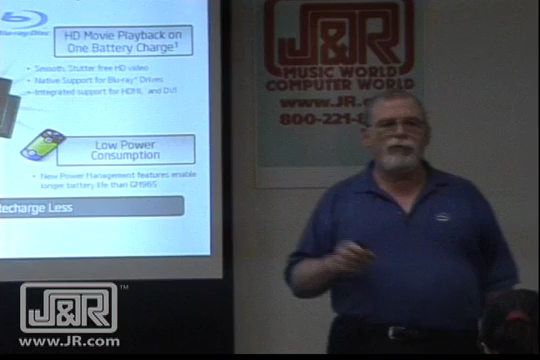 Blu-rayDisc
HD Movie Playback on
One Battery Charge¹
• Smooth, Stutter free HD video
• Native Support for Blu-ray* Drives
• Integrated support for HDMI, and DVI
Low Power
Consumption
• New Power Management features enable
longer battery life than GM965
Recharge Less
J&R
MUSIC WORLD
COMPUTER WORLD
www.JR.com
800-221-8
J&R™
www.JR.com